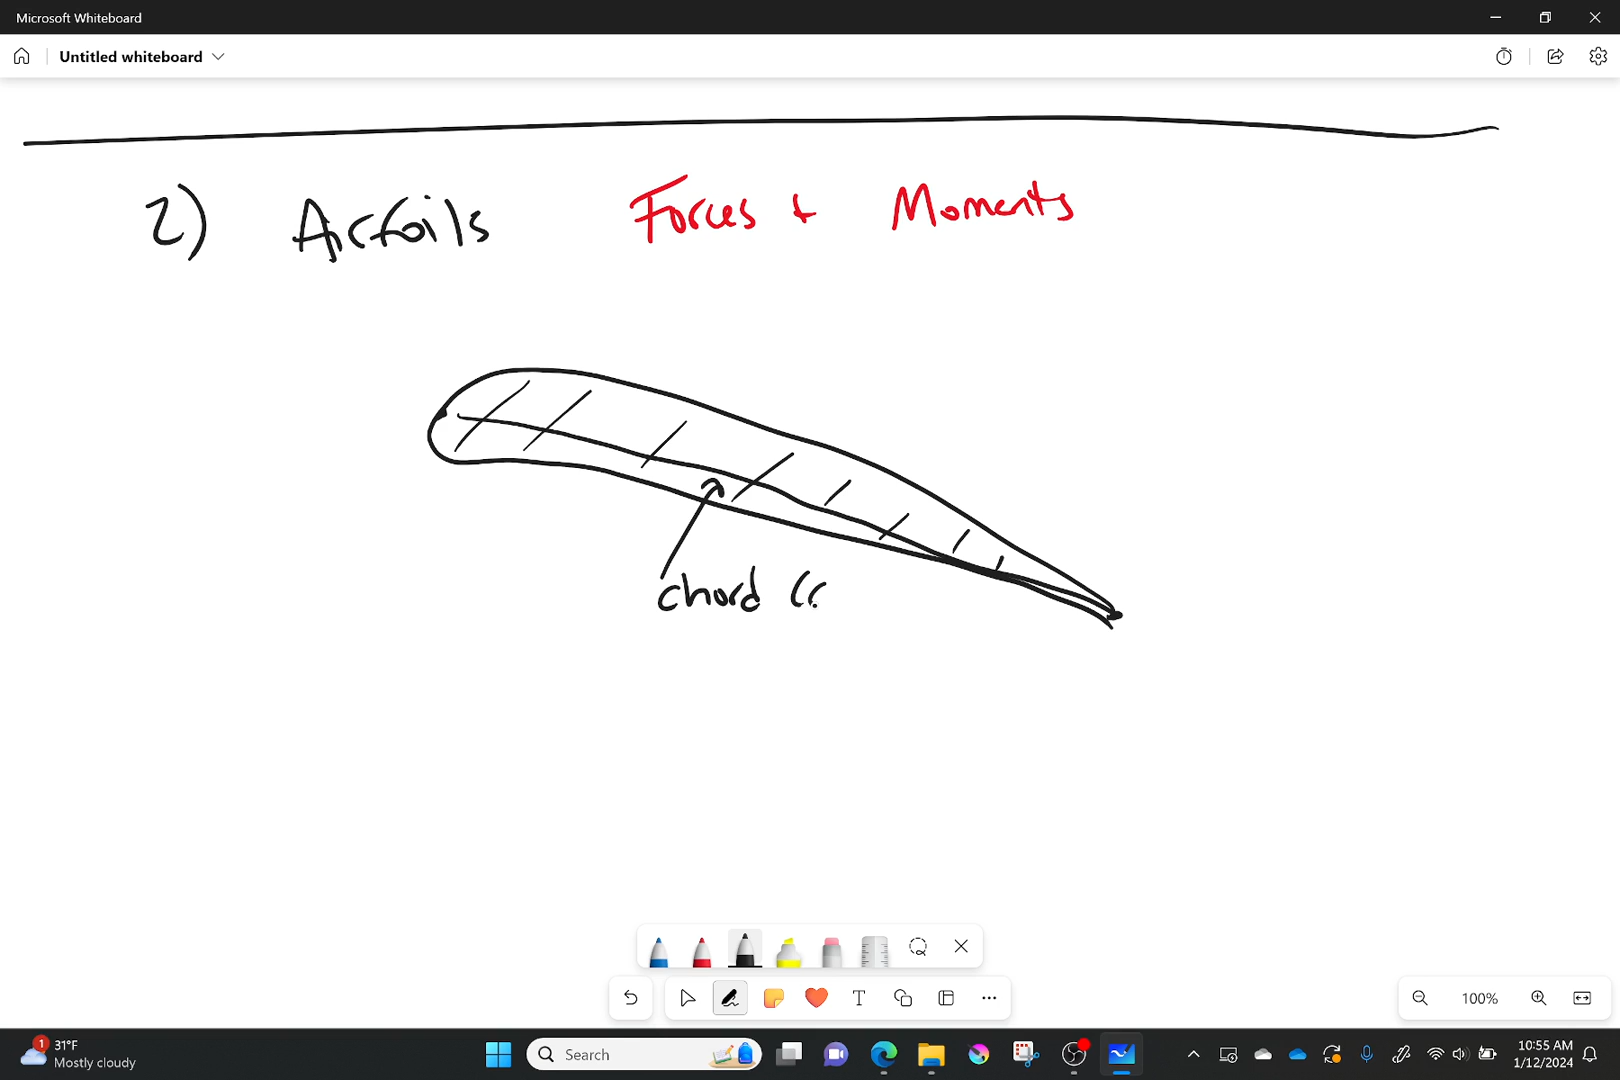 Microsoft Whiteboard
Untitled whiteboard
2) Airfoils Forces + Moments
chord (c
T
100%
1
31°F
Mostly cloudy
Search
10:55 AM
1/12/2024